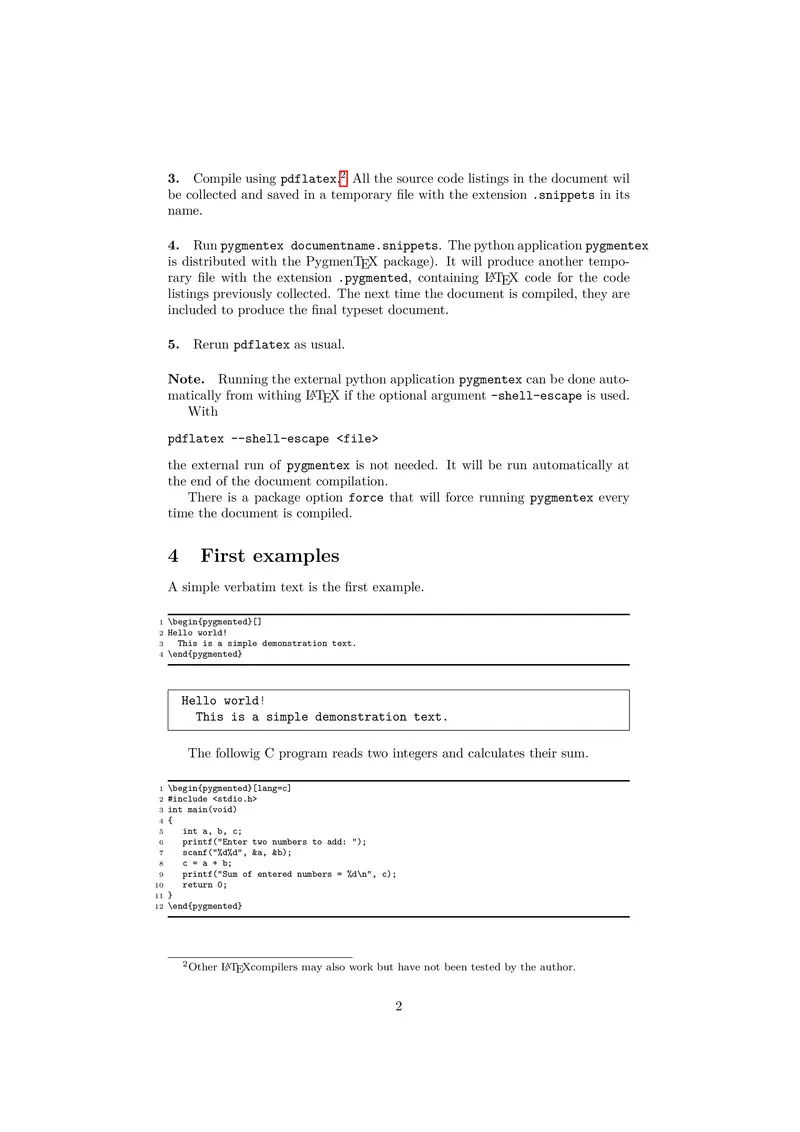 3. Compile using pdflatex.2 All the source code listings in the document wil
be collected and saved in a temporary file with the extension .snippets in its
name.
4. Run pygmentex documentname.snippets. The python application pygmentex
is distributed with the PygmenTEX package). It will produce another tempo-
rary file with the extension .pygmented, containing LATEX code for the code
listings previously collected. The next time the document is compiled, they are
included to produce the final typeset document.
5. Rerun pdflatex as usual.
Note. Running the external python application pygmentex can be done auto-
matically from withing LATEX if the optional argument -shell-escape is used.
With
pdflatex --shell-escape <file>
the external run of pygmentex is not needed. It will be run automatically at
the end of the document compilation.
There is a package option force that will force running pygmentex every
time the document is compiled.
4 First examples
A simple verbatim text is the first example.
1 \begin{pygmented}[]
2 Hello world!
3   This is a simple demonstration text.
4 \end{pygmented}
Hello world!
  This is a simple demonstration text.
The followig C program reads two integers and calculates their sum.
1 \begin{pygmented}[lang=c]
2 #include <stdio.h>
3 int main(void)
4 {
5    int a, b, c;
6    printf("Enter two numbers to add: ");
7    scanf("%d%d", &a, &b);
8    c = a + b;
9    printf("Sum of entered numbers = %d\n", c);
10    return 0;
11 }
12 \end{pygmented}
2Other LATEXcompilers may also work but have not been tested by the author.
2